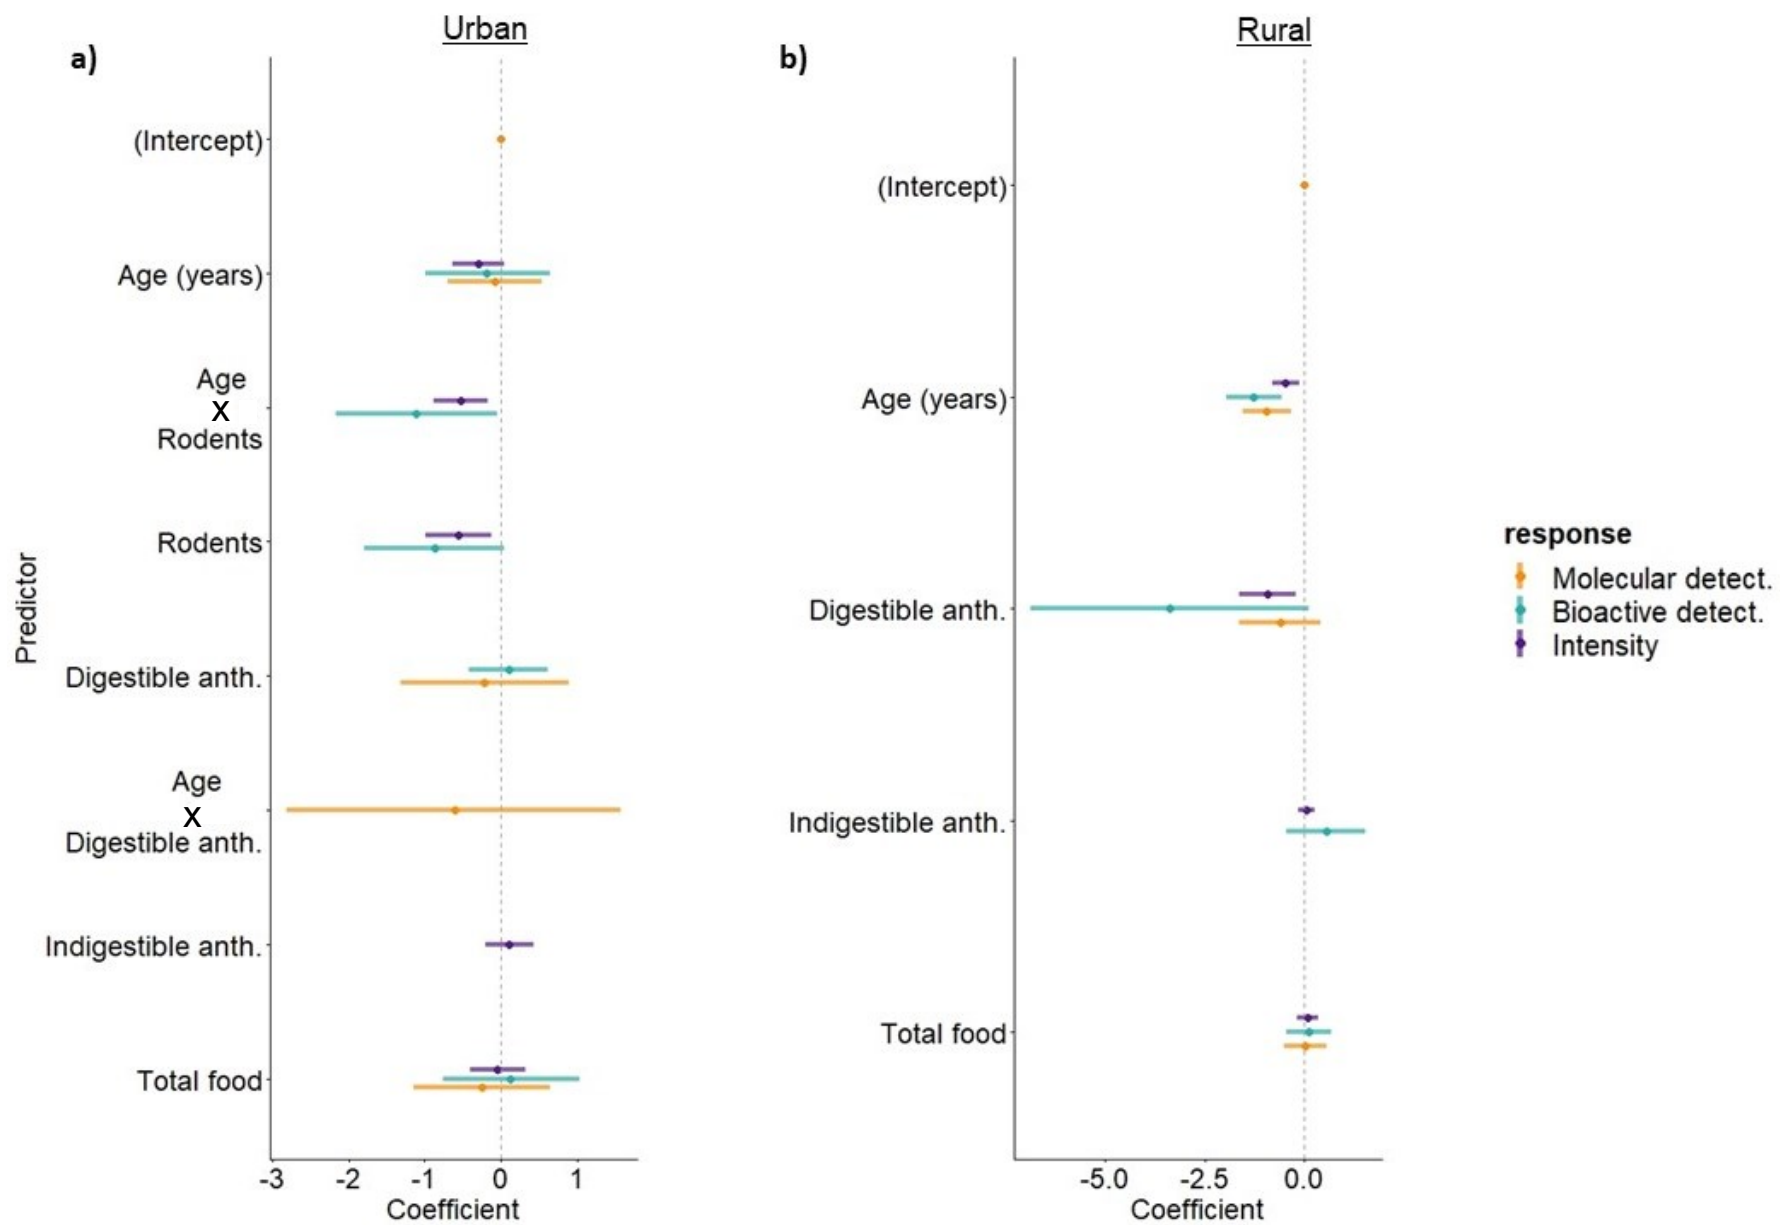 Urban
Rural
a)
b)
(Intercept)
Age (years)
Age
X
Rodents
Rodents
Digestible anth.
Age
X
Digestible anth.
Indigestible anth.
Total food
Predictor
-3 -2 -1 0 1
Coefficient
(Intercept)
Age (years)
Digestible anth.
Indigestible anth.
Total food
-5.0 -2.5 0.0
Coefficient
response
Molecular detect.
Bioactive detect.
Intensity